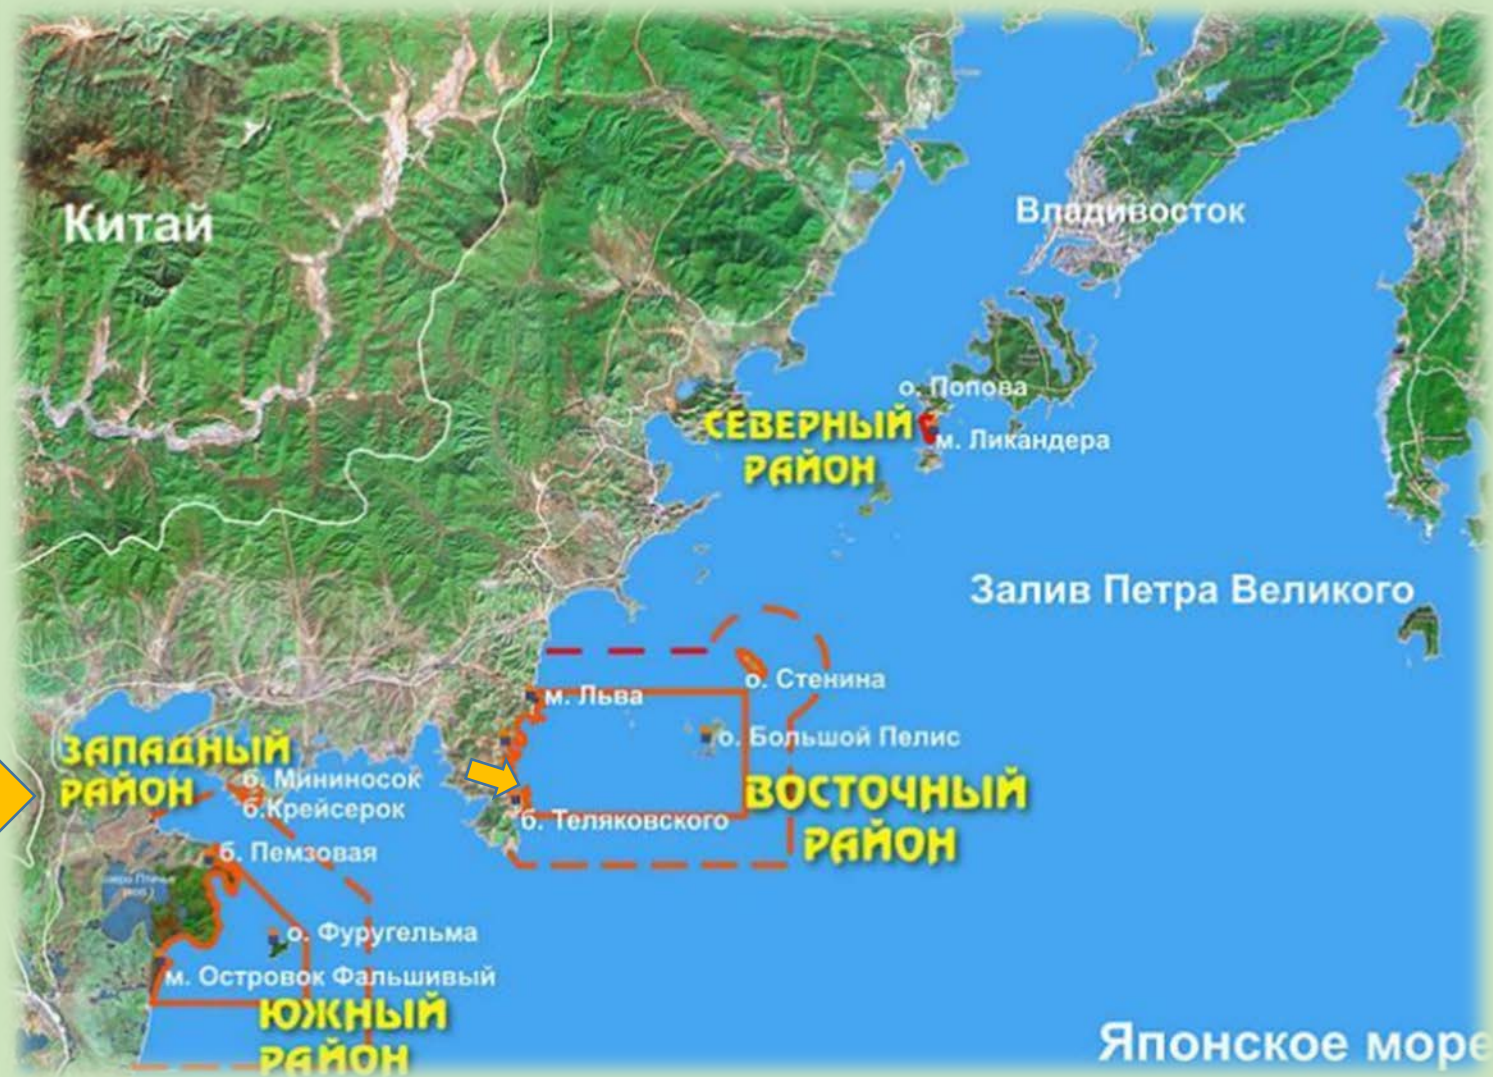 Китай
Владивосток
о. Попова
СЕВЕРНЫЙ
РАЙОН
м. Ликандера
Залив Петра Великого
о. Стенина
м. Льва
о. Большой Пелис
ЗАПАДНЫЙ
РАЙОН
б. Мининосок
б.Крейсерок
ВОСТОЧНЫЙ
РАЙОН
б. Теляковского
б. Пемзовая
о. Фуругельма
м. Островок Фальшивый
ЮЖНЫЙ
РАЙОН
Японское море